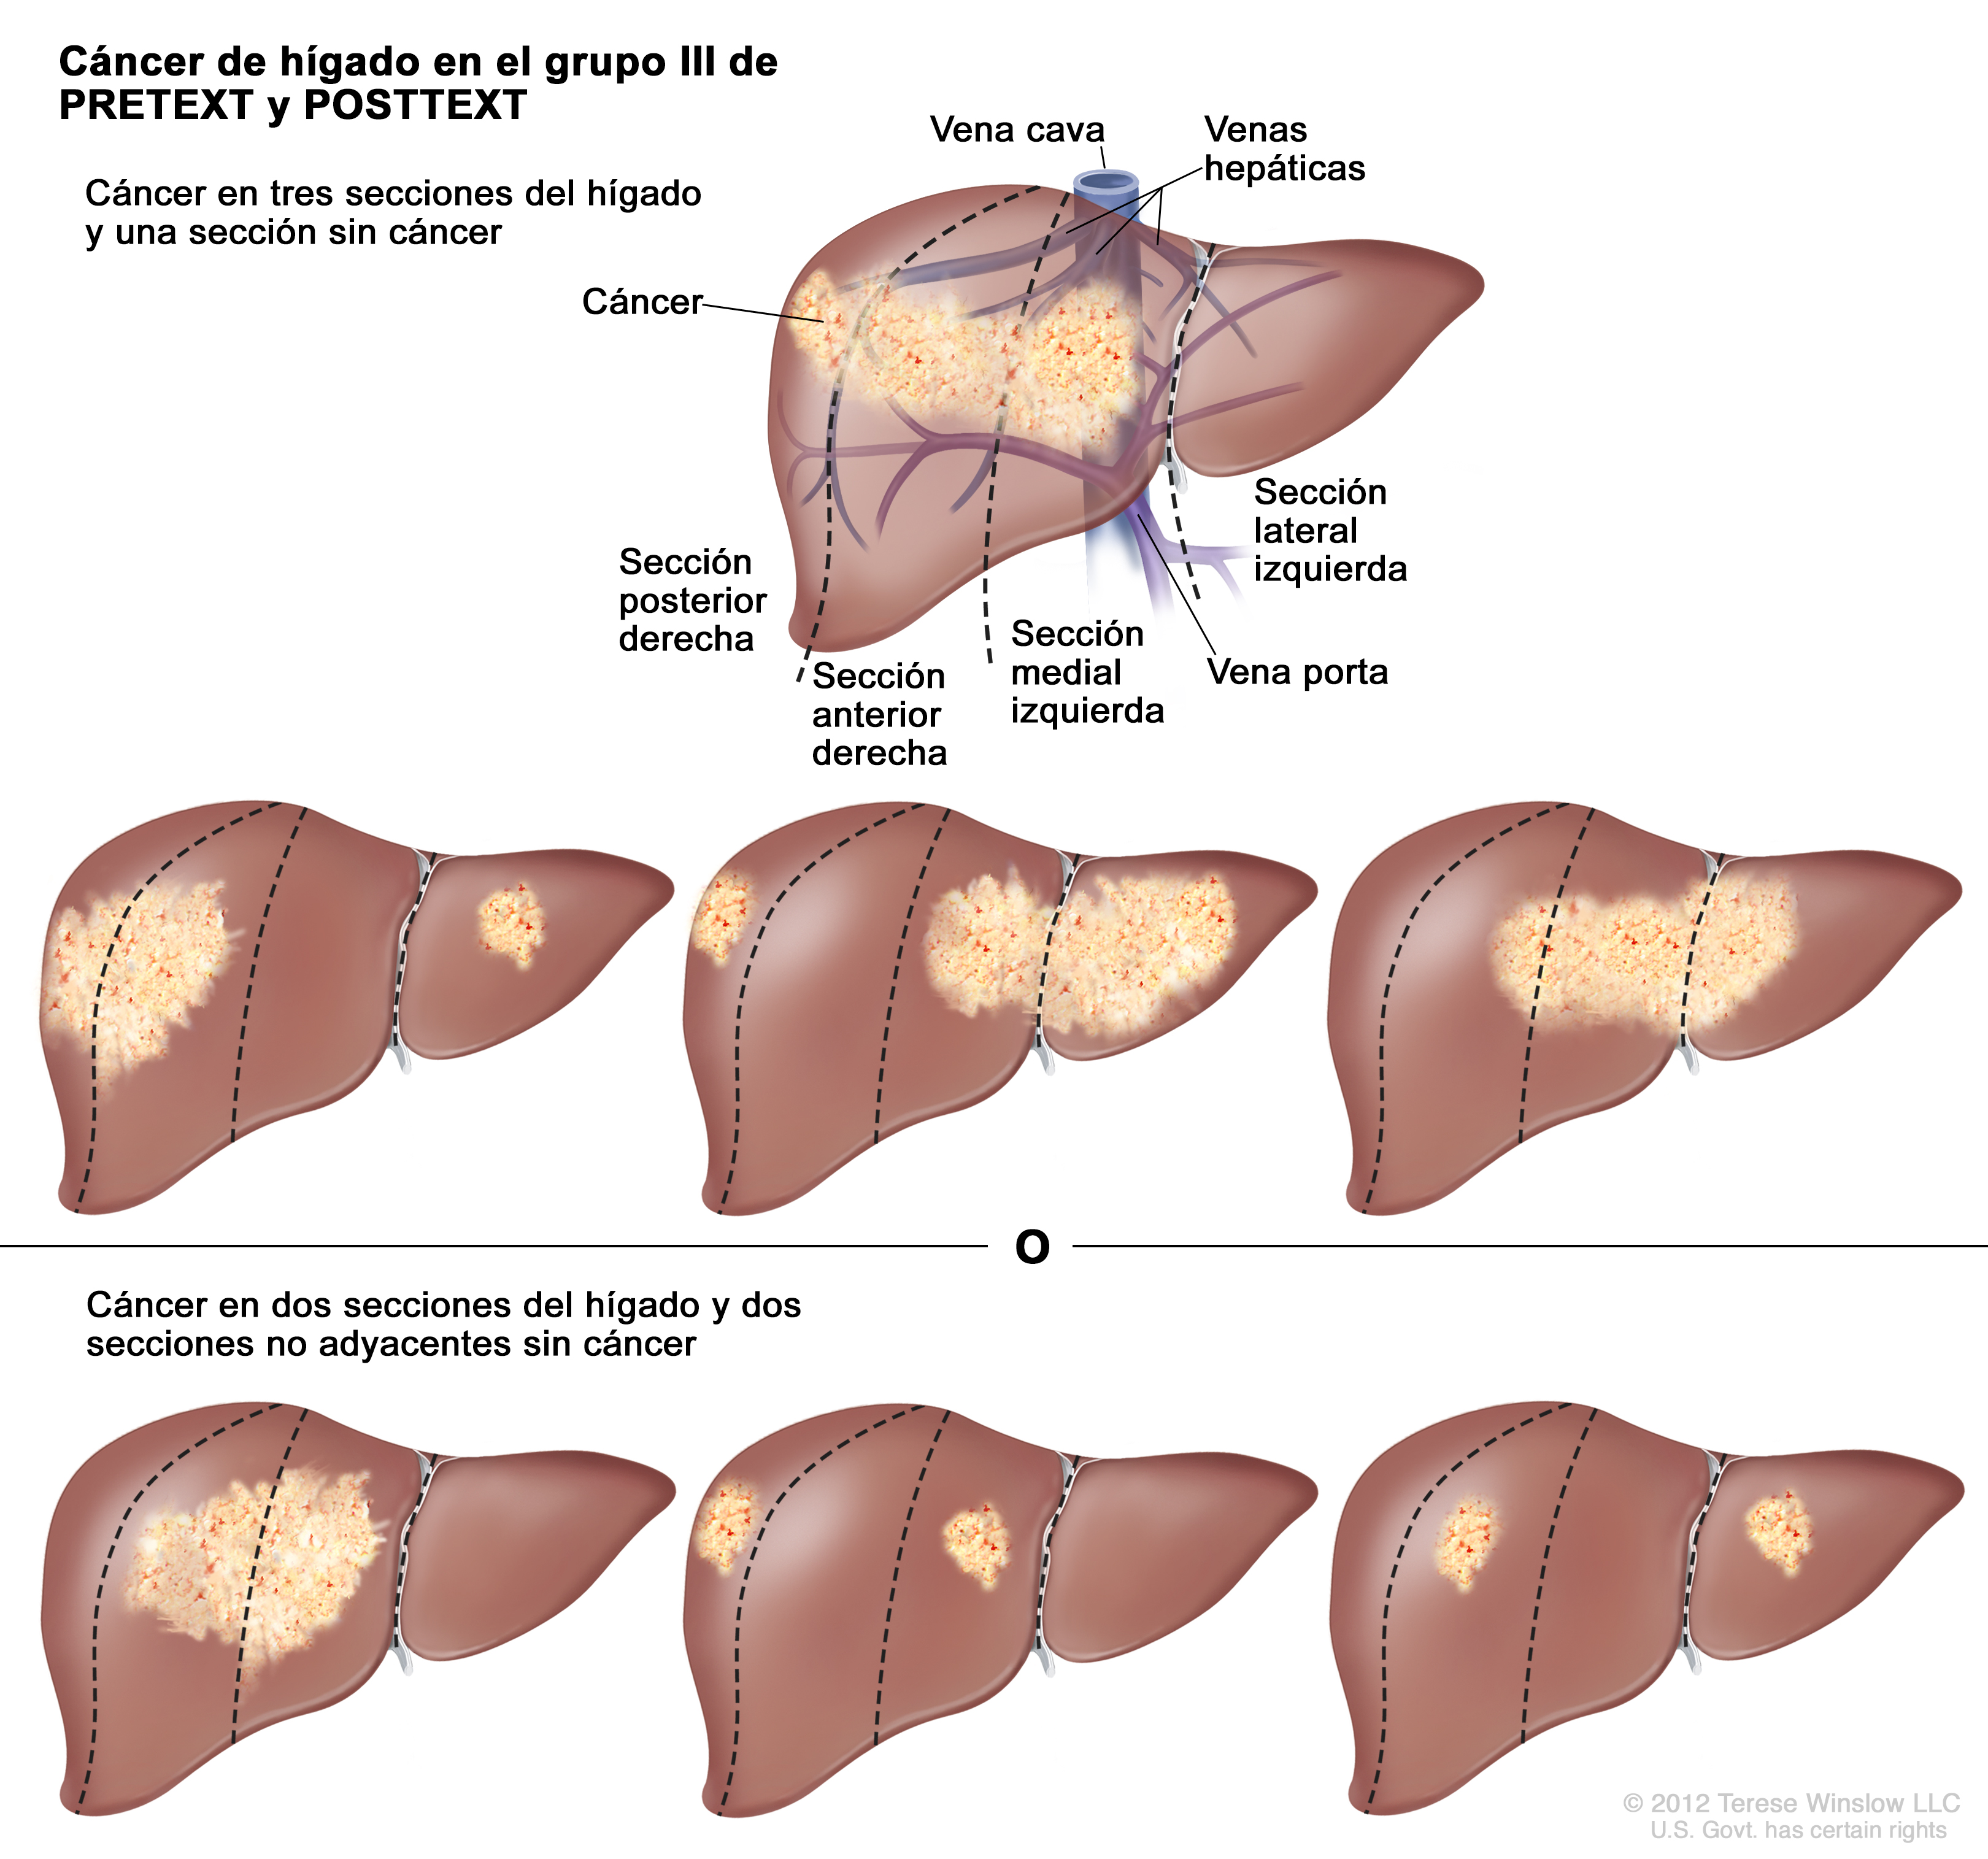 Cáncer de hígado en el grupo III de
PRETEXT y POSTTEXT
Cáncer en tres secciones del hígado
y una sección sin cáncer
Vena cava
Venas
hepáticas
Cáncer
Sección
posterior
derecha
Sección
anterior
derecha
Sección
medial
izquierda
Sección
lateral
izquierda
Vena porta
O
Cáncer en dos secciones del hígado y dos
secciones no adyacentes sin cáncer
© 2012 Terese Winslow LLC
U.S. Govt. has certain rights